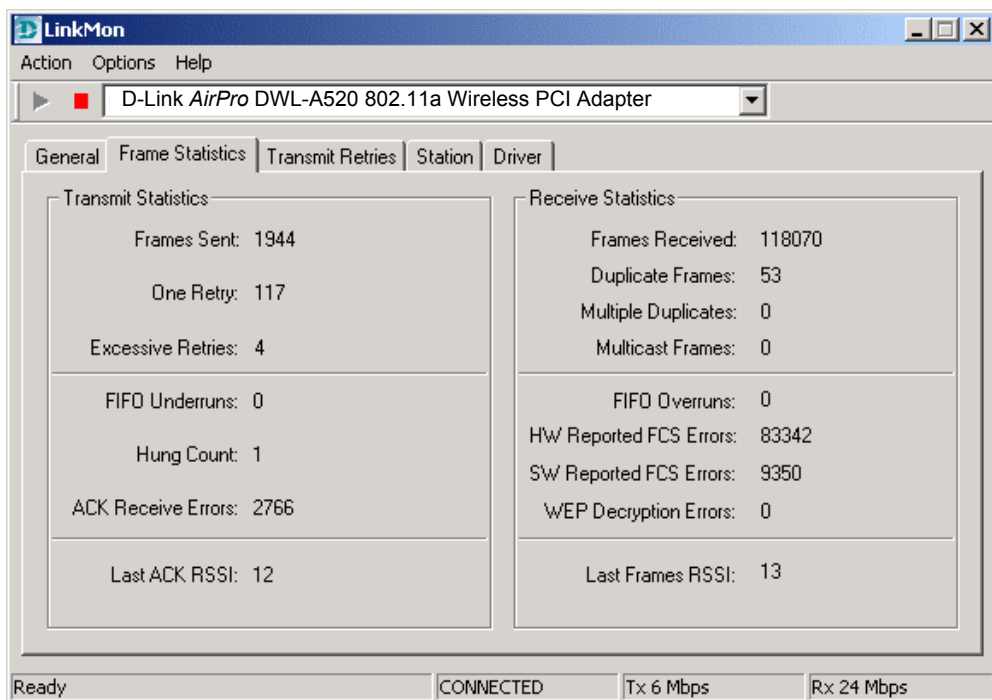 LinkMon
Action Options Help
D-Link AirPro DWL-A520 802.11a Wireless PCI Adapter
General Frame Statistics Transmit Retries Station Driver
Transmit Statistics
Frames Sent: 1944
One Retry: 117
Excessive Retries: 4
FIFO Underruns: 0
Hung Count: 1
ACK Receive Errors: 2766
Last ACK RSSI: 12
Receive Statistics
Frames Received: 118070
Duplicate Frames: 53
Multiple Duplicates: 0
Multicast Frames: 0
FIFO Overruns: 0
HW Reported FCS Errors: 83342
SW Reported FCS Errors: 9350
WEP Decryption Errors: 0
Last Frames RSSI: 13
Ready CONNECTED Tx 6 Mbps Rx 24 Mbps